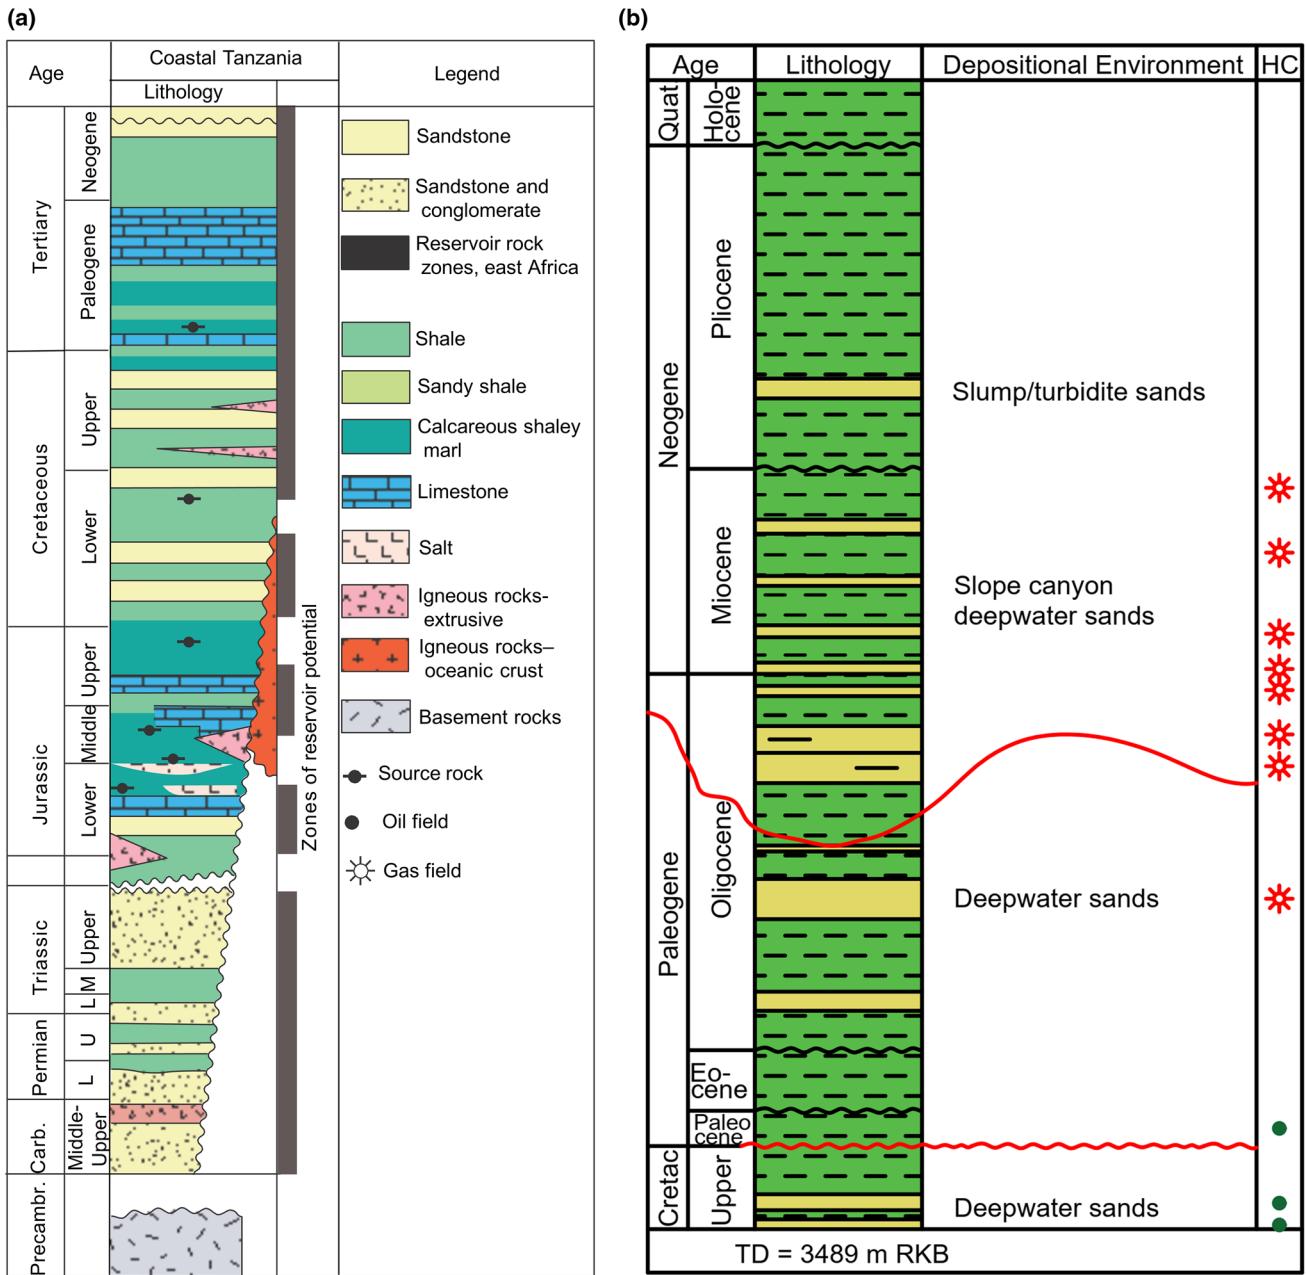 (a)
Age
Coastal Tanzania
Lithology
Legend
Tertiary
Neogene
Paleogene
Cretaceous
Upper
Lower
Jurassic
Upper
Middle
Lower
Triassic
Upper
M
L
Permian
U
L
Carb.
Middle-
Upper
Precambr.
Zones of reservoir potential
Sandstone
Sandstone and
conglomerate
Reservoir rock
zones, east Africa
Shale
Sandy shale
Calcareous shaley
marl
Limestone
Salt
Igneous rocks-
extrusive
Igneous rocks–
oceanic crust
Basement rocks
Source rock
Oil field
Gas field
(b)
Age
Lithology
Depositional Environment
HC
Quat.
Holo-
cene
Neogene
Pliocene
Miocene
Paleogene
Oligocene
Eo-
cene
Paleo
cene
Cretac
Upper
Slump/turbidite sands
Slope canyon
deepwater sands
Deepwater sands
Deepwater sands
TD = 3489 m RKB